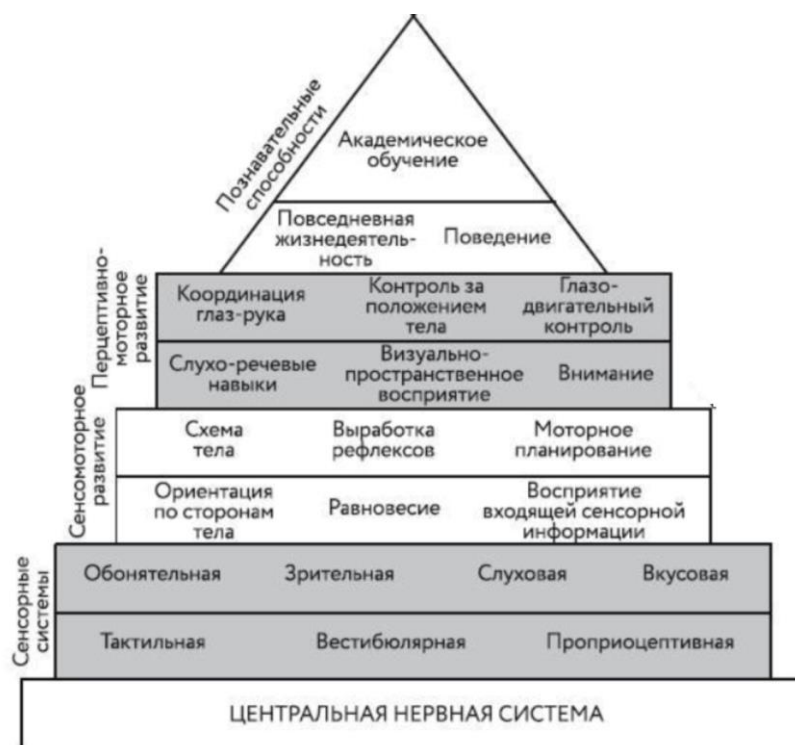 Познавательные
способности
Академическое
обучение
Повседневная
жизнедеятель-
ность
Поведение
Перцептивно-
моторное
развитие
Координация
глаз-рука
Контроль за
положением
тела
Глазо-
двигательный
контроль
Слухо-речевые
навыки
Визуально-
пространственное
восприятие
Внимание
Сенсомоторное
развитие
Схема
тела
Выработка
рефлексов
Моторное
планирование
Ориентация
по сторонам
тела
Равновесие
Восприятие
входящей сенсорной
информации
Сенсорные
системы
Обонятельная
Зрительная
Слуховая
Вкусовая
Тактильная
Вестибюлярная
Проприоцептивная
ЦЕНТРАЛЬНАЯ НЕРВНАЯ СИСТЕМА